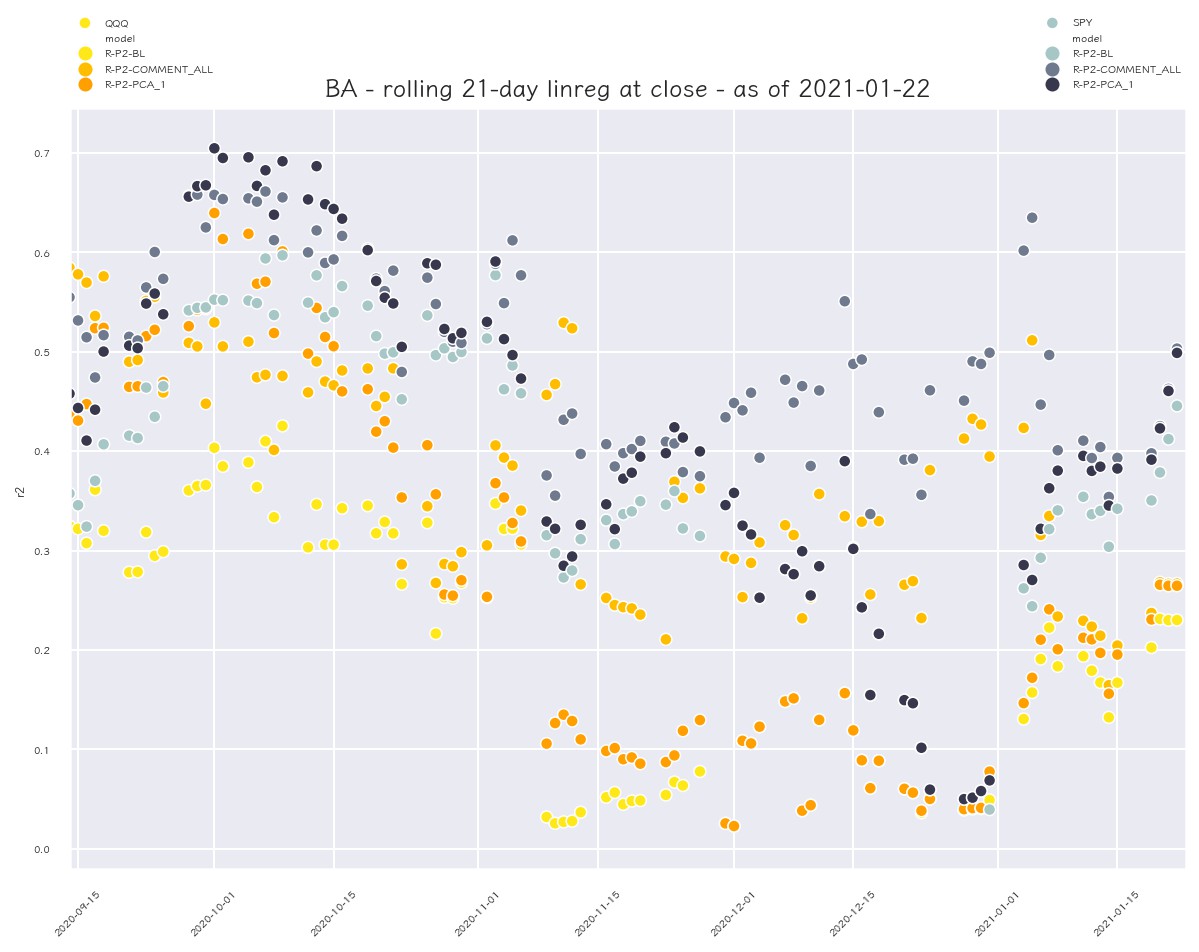 QQQ
model
R-P2-BL
R-P2-COMMENT_ALL
R-P2-PCA_1
SPY
model
R-P2-BL
R-P2-COMMENT_ALL
R-P2-PCA_1
BA - rolling 21-day linreg at close - as of 2021-01-22
0.7
0.6
0.5
0.4
0.3
0.2
0.1
0.0
r2
2020-09-15
2020-10-01
2020-10-15
2020-11-01
2020-11-15
2020-12-01
2020-12-15
2021-01-01
2021-01-15